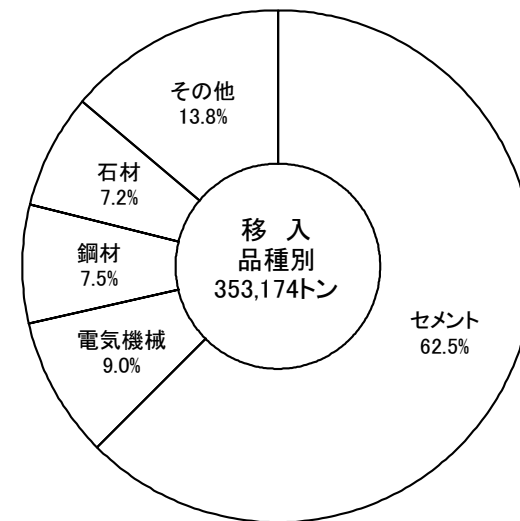 その他
13.8%
石材
7.2%
鋼材
7.5%
電気機械
9.0%
移 入
品種別
353,174トン
セメント
62.5%